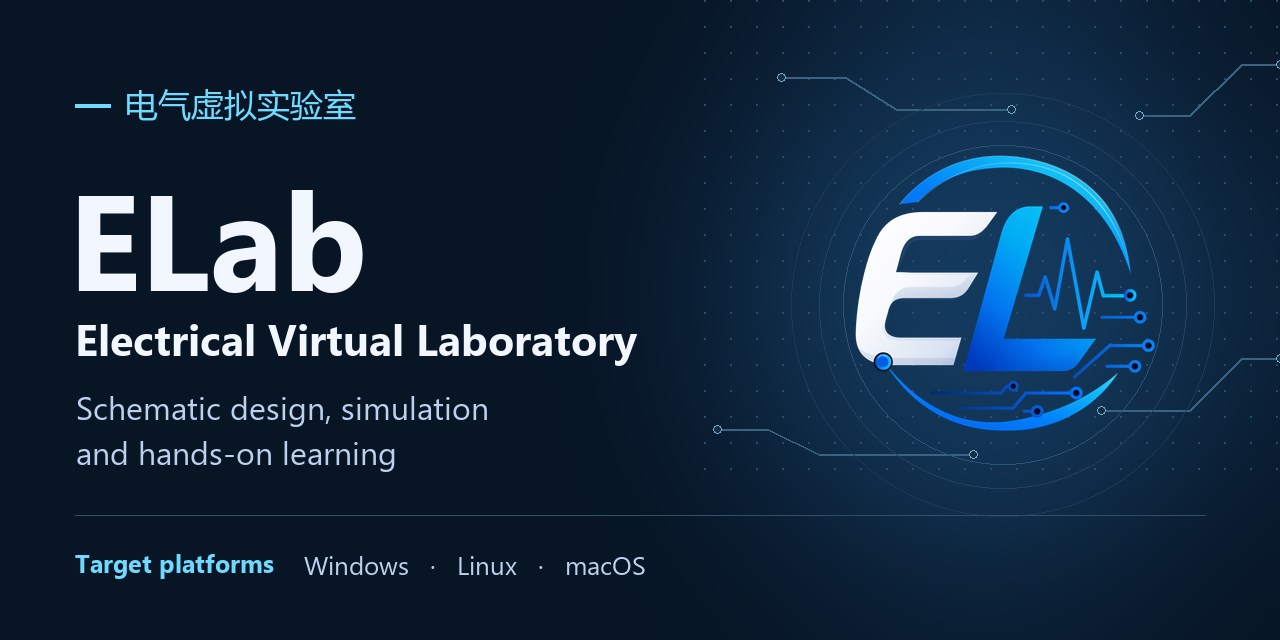 电气虚拟实验室
ELab
Electrical Virtual Laboratory
Schematic design, simulation
and hands-on learning
EL
Target platforms Windows · Linux · macOS